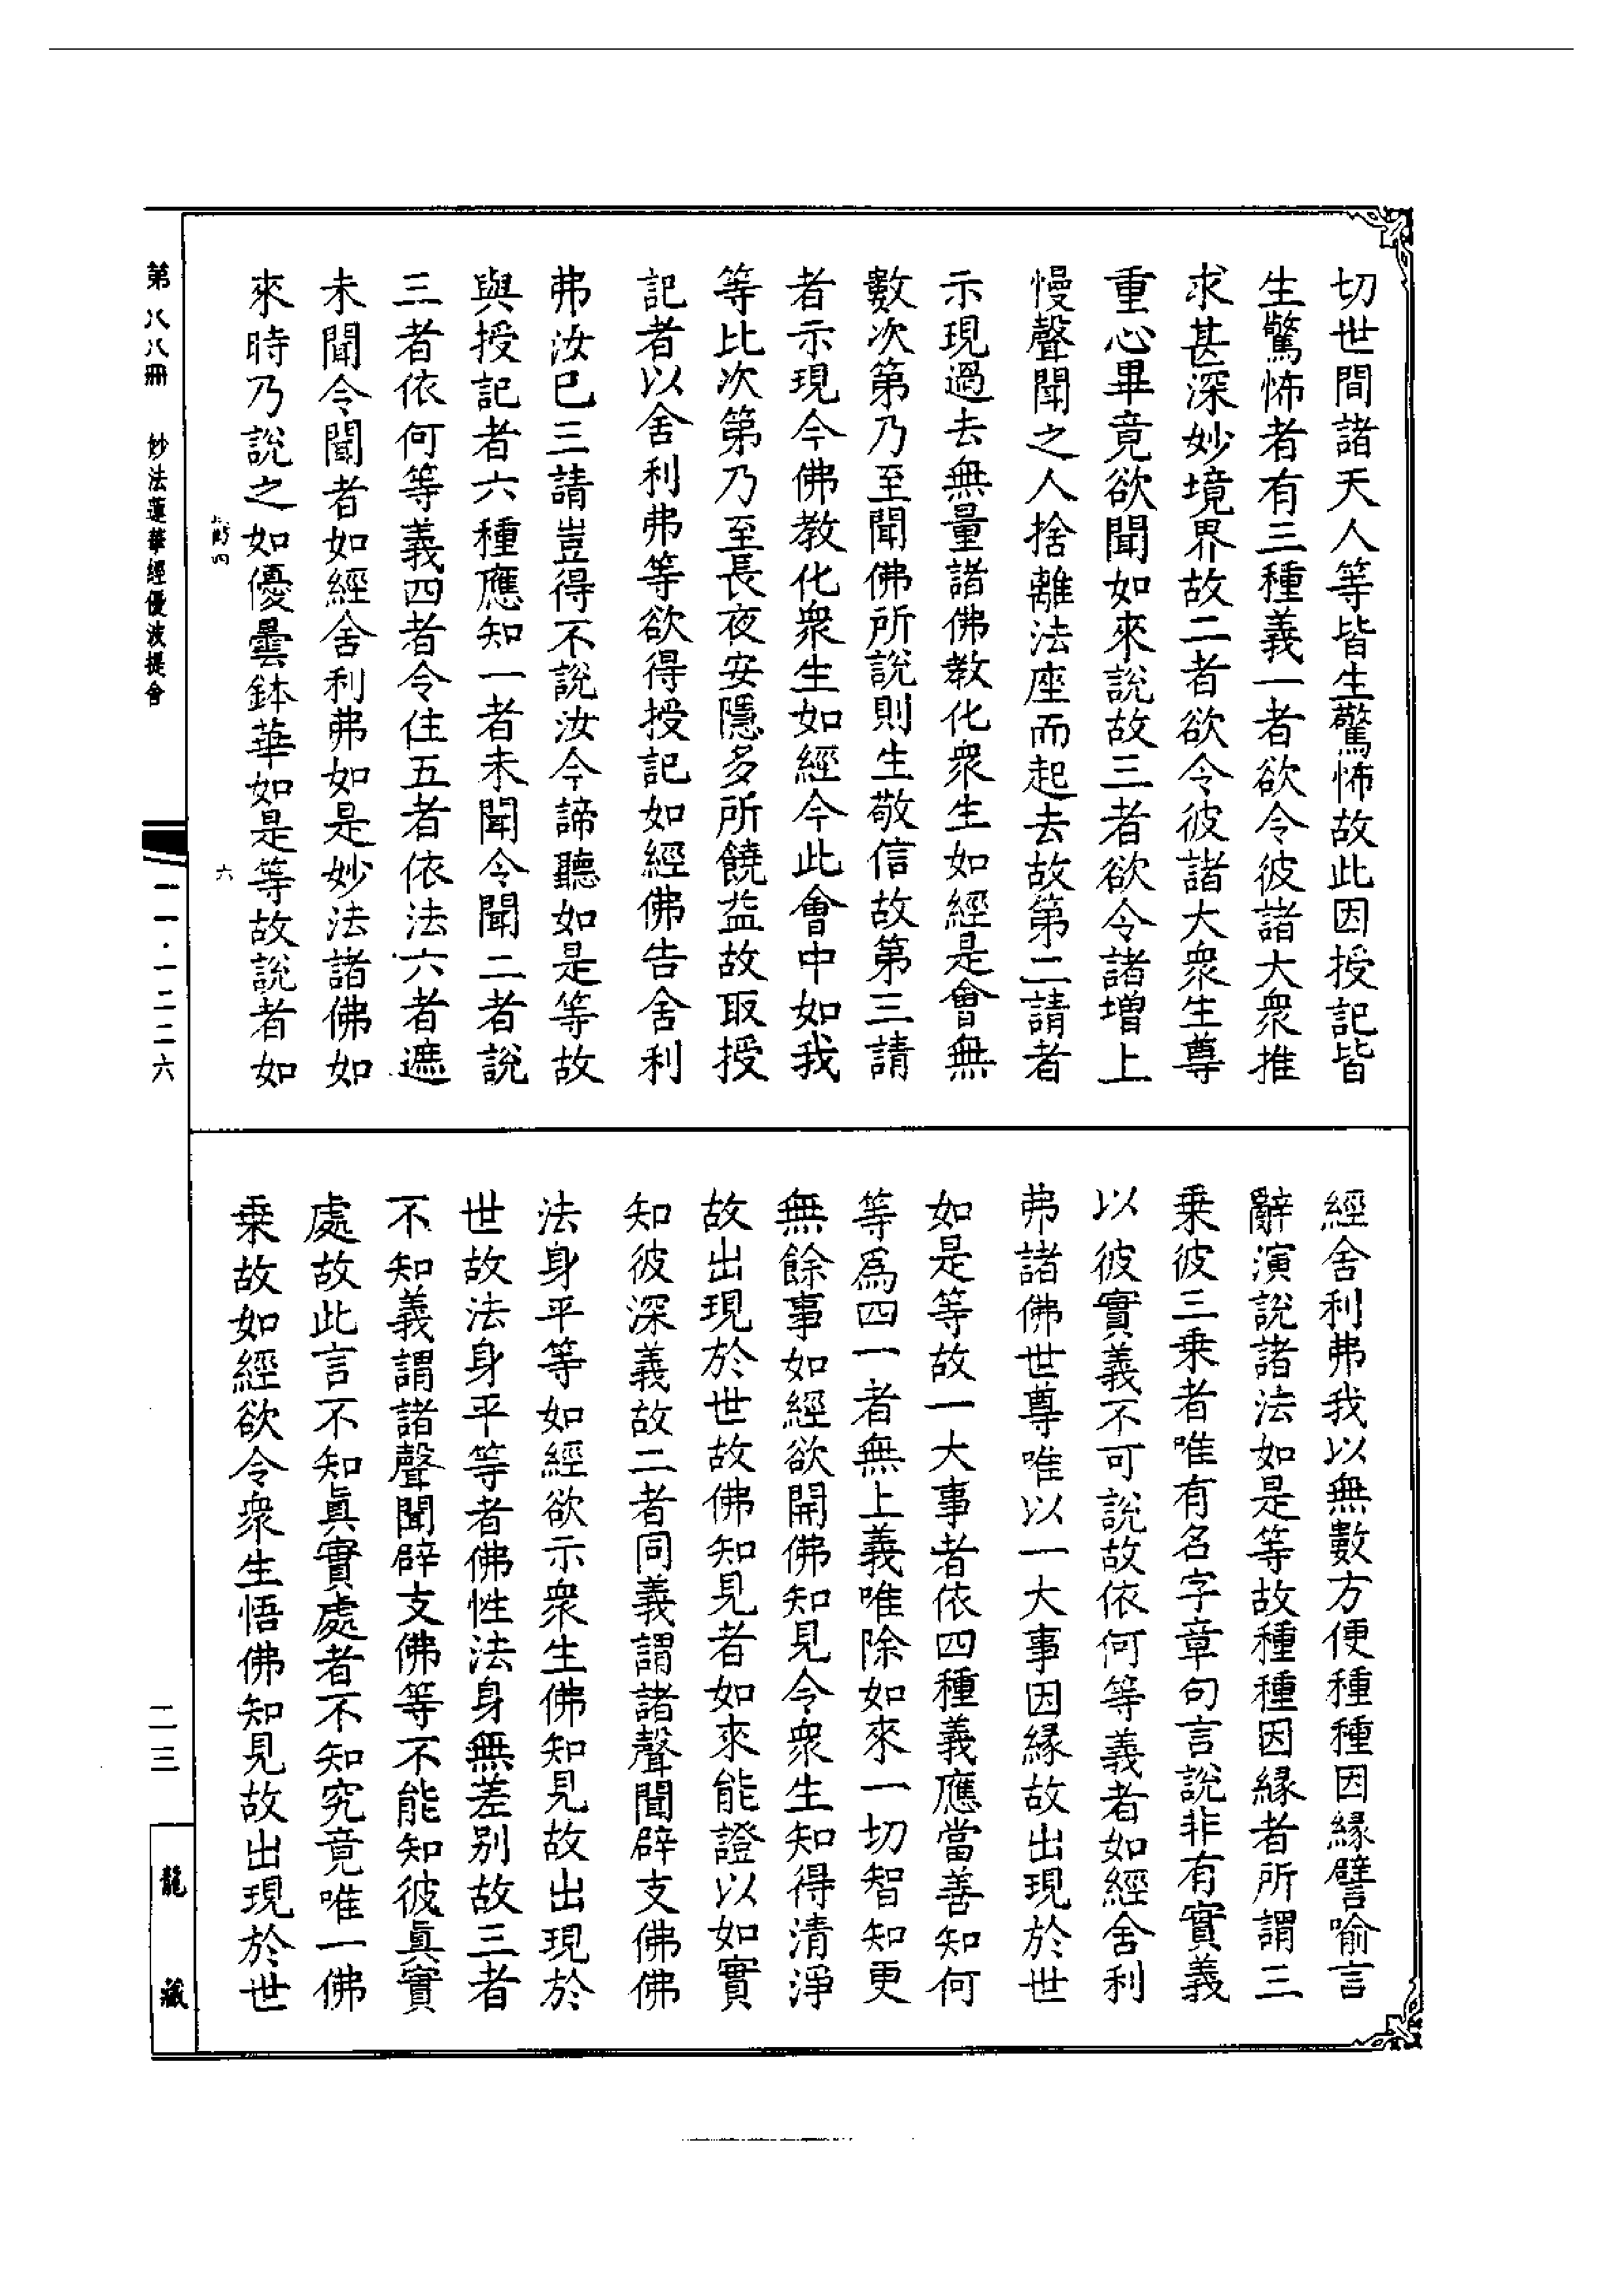 切世間諸天人等皆生驚怖故此因授記皆
生驚怖者有三種義一者欲令彼諸大衆推
求甚深妙境界故二者欲令彼諸大衆生尊
重心畢竟欲聞如來說故三者欲令諸增上
慢聲聞之人捨離法座而起去故第二請者
示現過去無量諸佛教化衆生如經是會無
數次第乃至聞佛所說則生敬信故第三請
者示現今佛教化衆生如經今此會中如我
等比次第乃至長夜安隱多所饒益故取授
記者以舍利弗等欲得授記如經佛告舍利
弗汝已三請豈得不說汝今諦聽如是等故
與授記者六種應知一者未聞令聞二者說
三者依何等義四者令住五者依法六者遮
未聞令聞者如經舍利弗如是妙法諸佛如
來時乃說之如優曇鉢華如是等故說者如
經舍利弗我以無數方便種種因緣譬喻言
辭演說諸法如是等故種種因緣者所謂三
乗彼三乗者唯有名字章句言說非有實義
以彼實義不可說故依何等義者如經舍利
弗諸佛世尊唯以一大事因緣故出現於世
如是等故一大事者依四種義應當善知何
等爲四一者無上義唯除如來一切智知更
無餘事如經欲開佛知見令衆生知得清淨
故出現於世故佛知見者如來能證以如實
知彼深義故二者同義謂諸聲聞辟支佛佛
法身平等如經欲示衆生佛知見故出現於
世故法身平等者佛性法身無差别故三者
不知義謂諸聲聞辟支佛等不能知彼眞實
處故此言不知眞實處者不知究竟唯一佛
乗故如經欲令衆生悟佛知見故出現於世
四
六
第八八冊 妙法蓮華經優波提舍
二一·一二二六
二三
龍藏